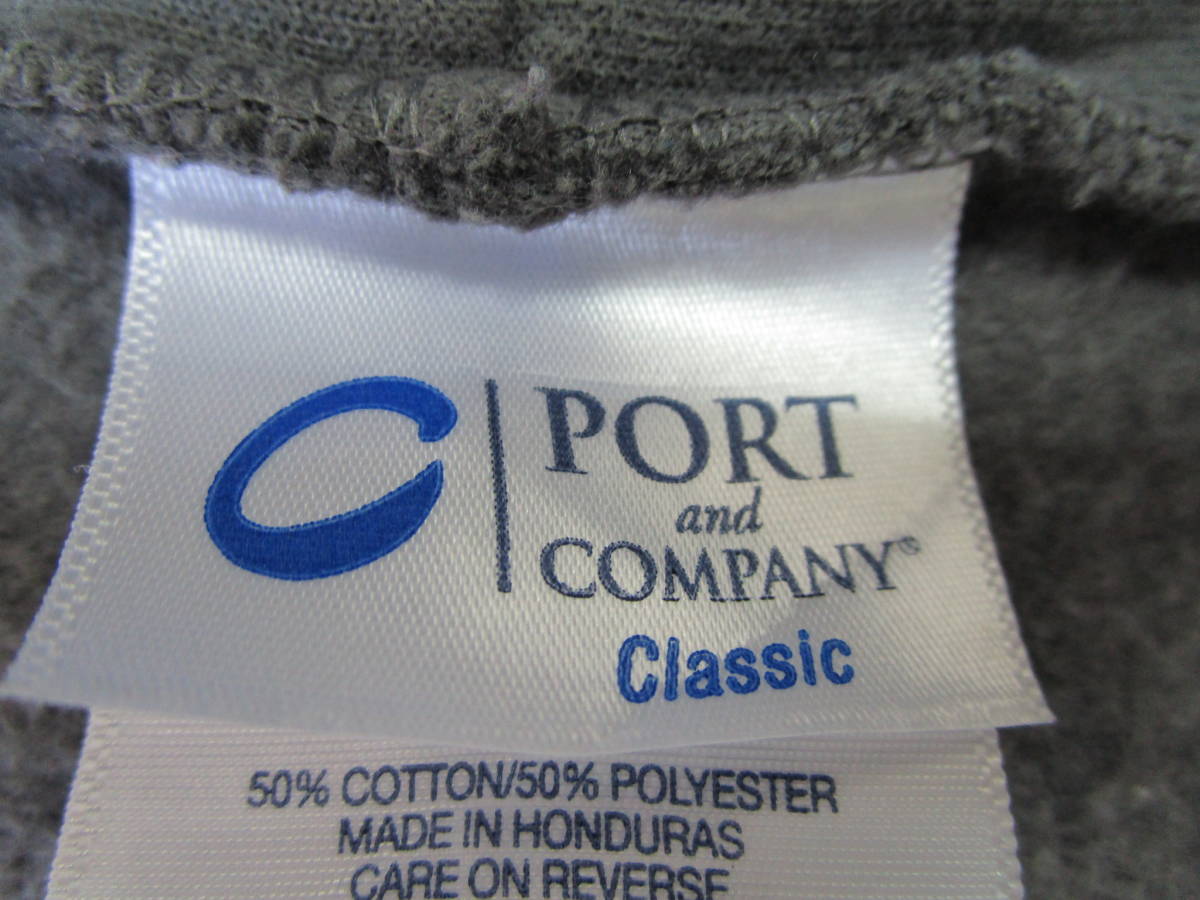 PORT
and
COMPANY®
Classic
50% COTTON/50% POLYESTER
MADE IN HONDURAS
CARE ON REVERSE